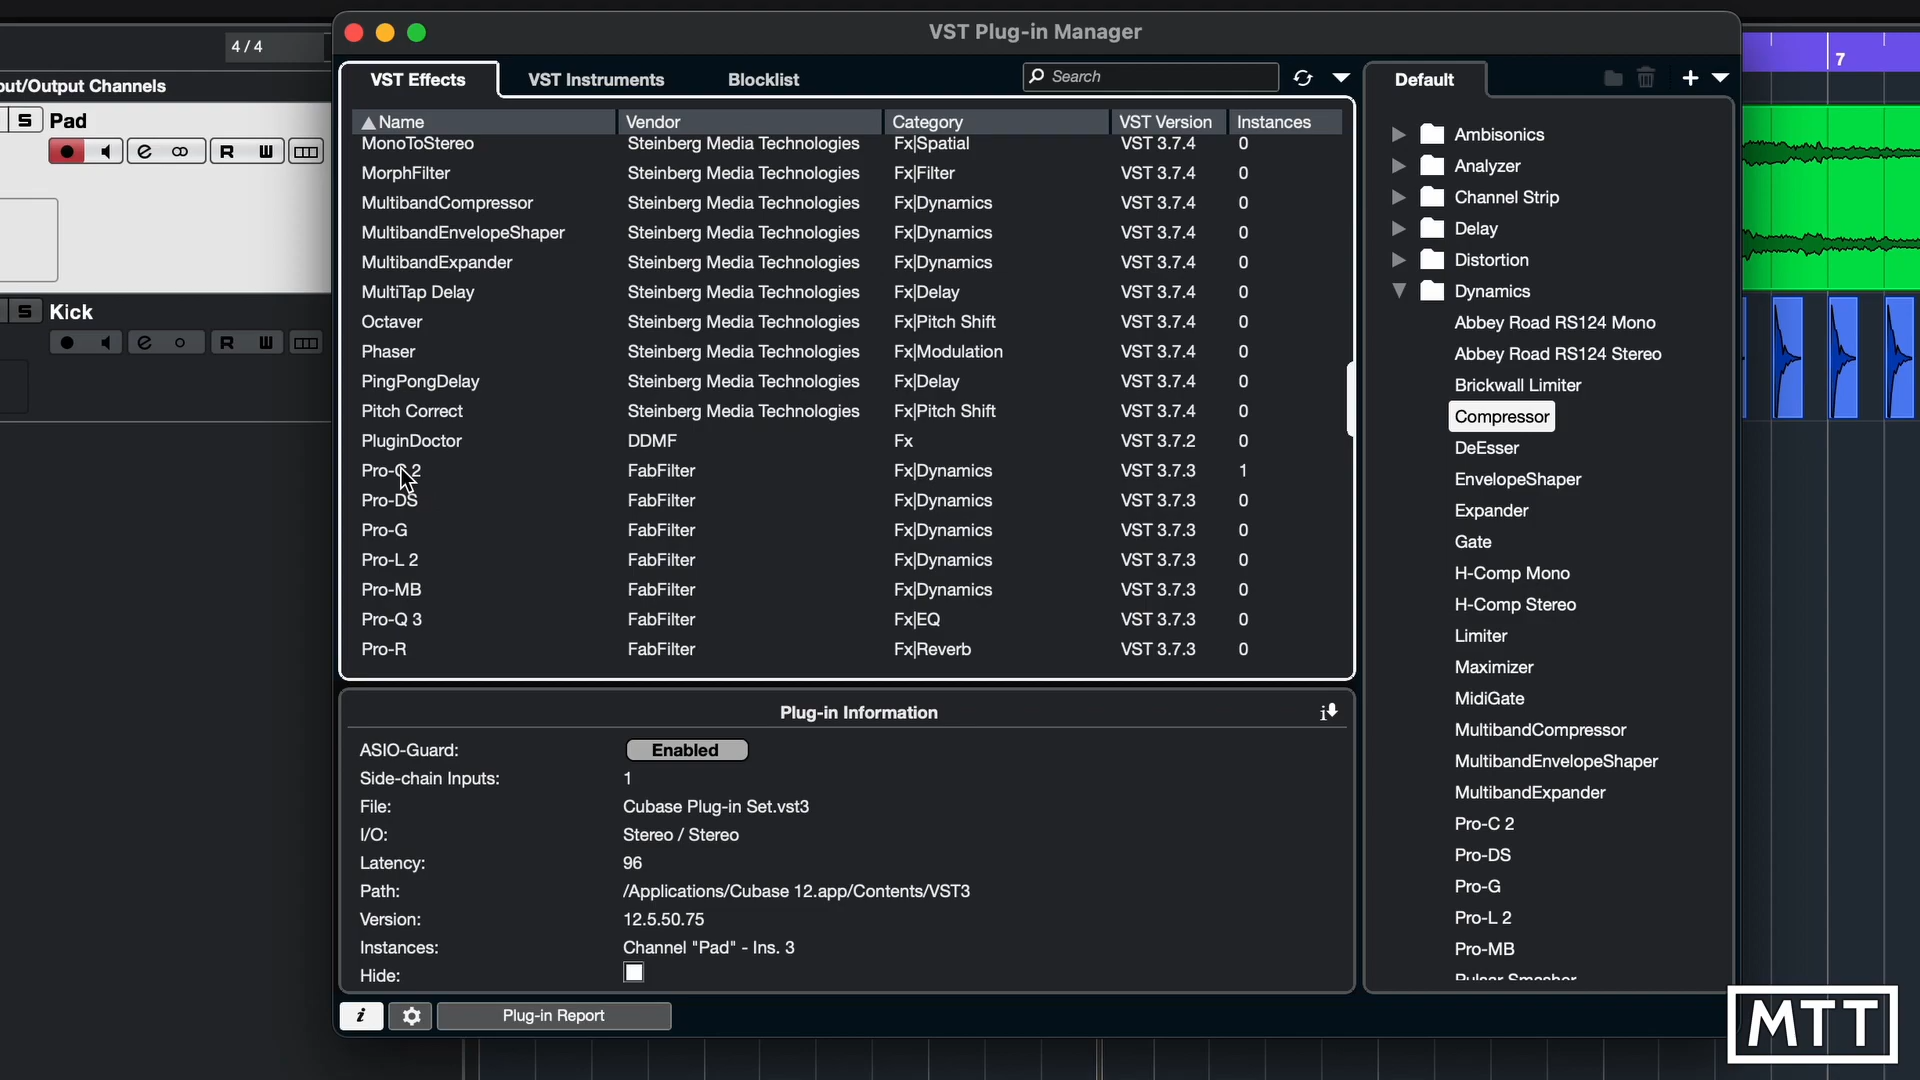 VST Plug-in Manager
4 / 4
7
VST Effects VST Instruments Blocklist Search Default
ut/Output Channels
Name Vendor Category VST Version Instances
S Pad
R W
S Kick
R W
MonoToStereo Steinberg Media Technologies Fx|Spatial VST 3.7.4 0
MorphFilter Steinberg Media Technologies Fx|Filter VST 3.7.4 0
MultibandCompressor Steinberg Media Technologies Fx|Dynamics VST 3.7.4 0
MultibandEnvelopeShaper Steinberg Media Technologies Fx|Dynamics VST 3.7.4 0
MultibandExpander Steinberg Media Technologies Fx|Dynamics VST 3.7.4 0
MultiTap Delay Steinberg Media Technologies Fx|Delay VST 3.7.4 0
Octaver Steinberg Media Technologies Fx|Pitch Shift VST 3.7.4 0
Phaser Steinberg Media Technologies Fx|Modulation VST 3.7.4 0
PingPongDelay Steinberg Media Technologies Fx|Delay VST 3.7.4 0
Pitch Correct Steinberg Media Technologies Fx|Pitch Shift VST 3.7.4 0
PluginDoctor DDMF Fx VST 3.7.2 0
Pro-C 2 FabFilter Fx|Dynamics VST 3.7.3 1
Pro-DS FabFilter Fx|Dynamics VST 3.7.3 0
Pro-G FabFilter Fx|Dynamics VST 3.7.3 0
Pro-L 2 FabFilter Fx|Dynamics VST 3.7.3 0
Pro-MB FabFilter Fx|Dynamics VST 3.7.3 0
Pro-Q 3 FabFilter Fx|EQ VST 3.7.3 0
Pro-R FabFilter Fx|Reverb VST 3.7.3 0
Plug-in Information
ASIO-Guard: Enabled
Side-chain Inputs: 1
File: Cubase Plug-in Set.vst3
I/O: Stereo / Stereo
Latency: 96
Path: /Applications/Cubase 12.app/Contents/VST3
Version: 12.5.50.75
Instances: Channel "Pad" - Ins. 3
Hide:
i Plug-in Report
Ambisonics
Analyzer
Channel Strip
Delay
Distortion
Dynamics
Abbey Road RS124 Mono
Abbey Road RS124 Stereo
Brickwall Limiter
Compressor
DeEsser
EnvelopeShaper
Expander
Gate
H-Comp Mono
H-Comp Stereo
Limiter
Maximizer
MidiGate
MultibandCompressor
MultibandEnvelopeShaper
MultibandExpander
Pro-C 2
Pro-DS
Pro-G
Pro-L 2
Pro-MB
Pulsar Smasher
MTT